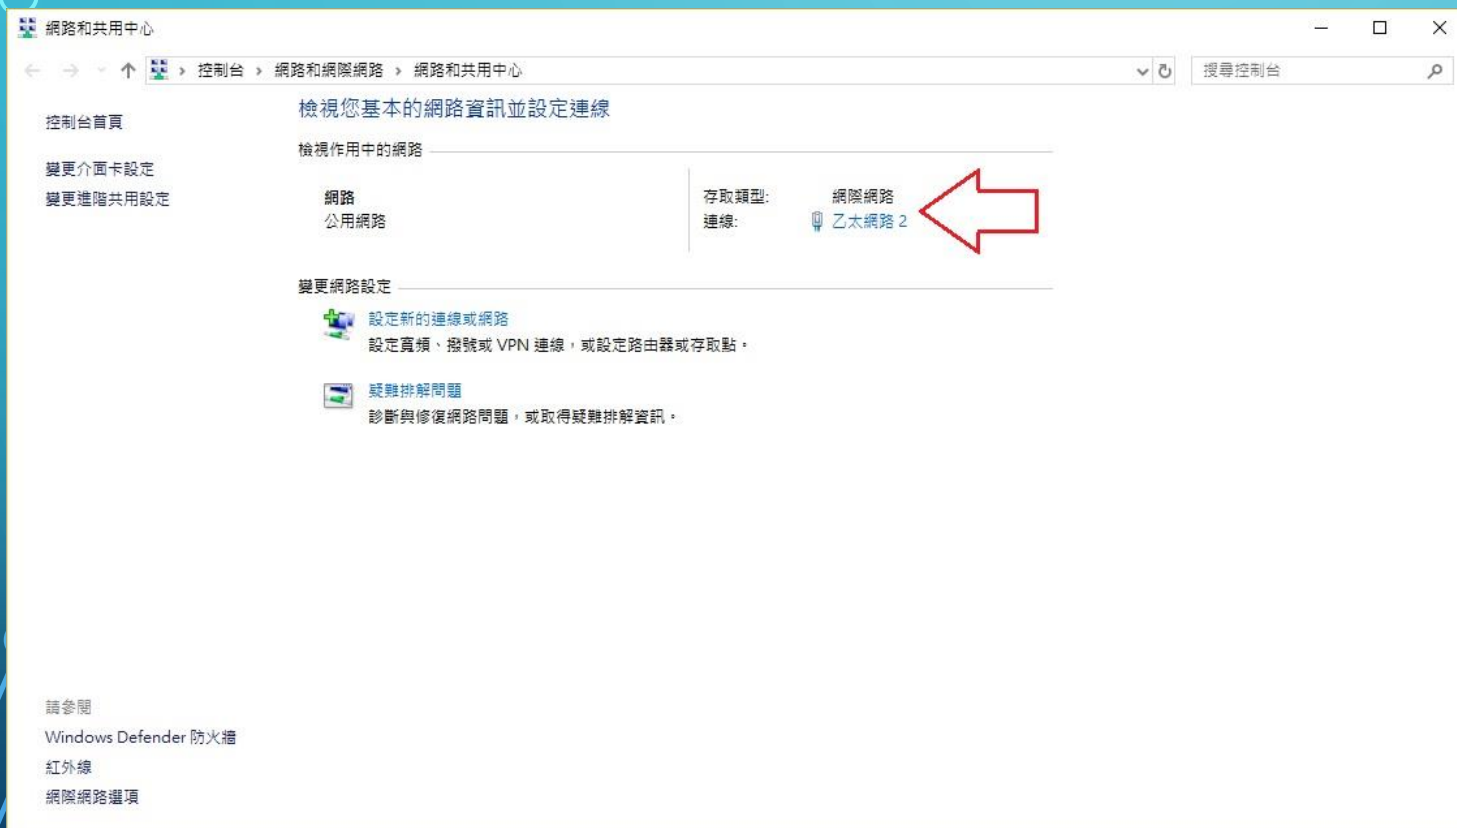 網路和共用中心
控制台 › 網路和網際網路 › 網路和共用中心
搜尋控制台
控制台首頁
變更介面卡設定
變更進階共用設定
檢視您基本的網路資訊並設定連線
檢視作用中的網路
網路
公用網路
存取類型: 網際網路
連線: 乙太網路 2
變更網路設定
設定新的連線或網路
設定寬頻、撥號或 VPN 連線，或設定路由器或存取點。
疑難排解問題
診斷與修復網路問題，或取得疑難排解資訊。
請參閱
Windows Defender 防火牆
紅外線
網際網路選項